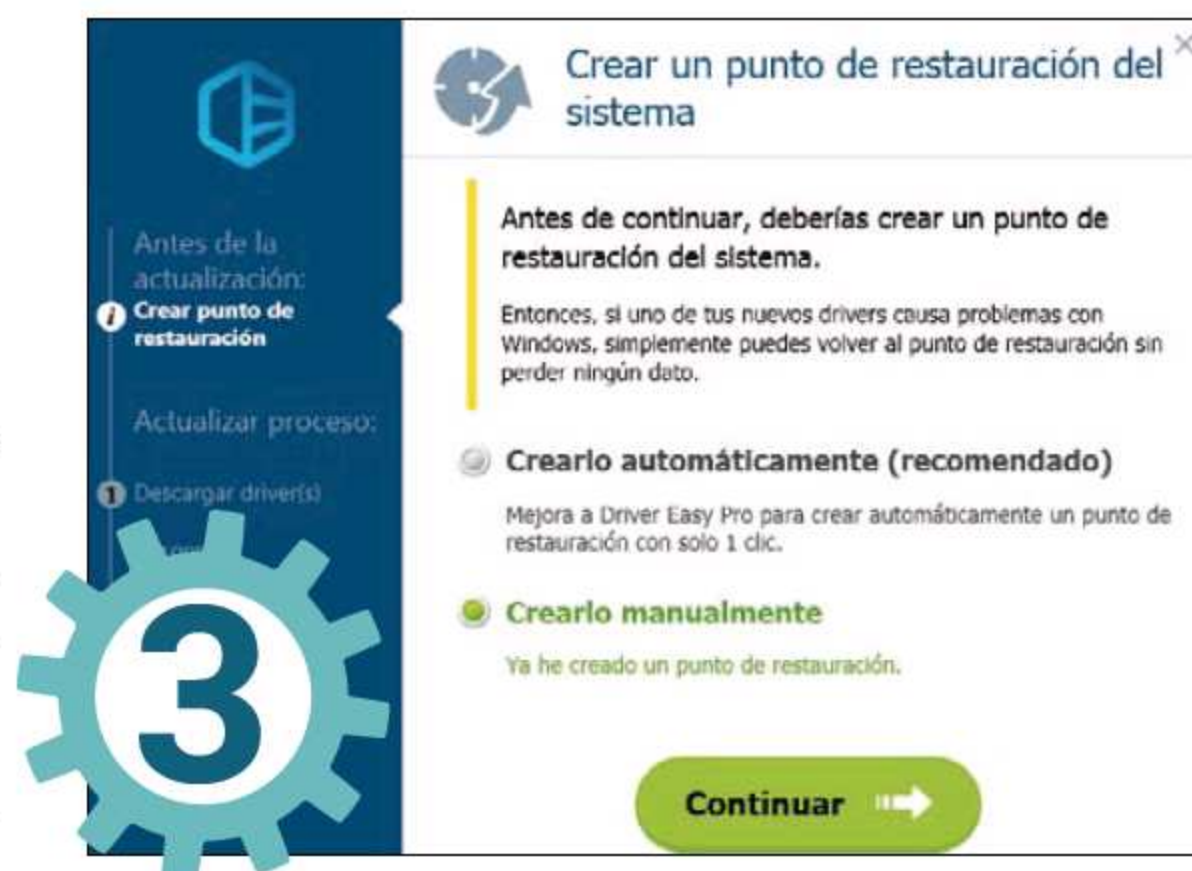 Antes de la
actualización:
i Crear punto de
restauración
Actualizar proceso:
1 Descargar driver(s)
3
Crear un punto de restauración del
sistema
Antes de continuar, deberías crear un punto de
restauración del sistema.
Entonces, si uno de tus nuevos drivers causa problemas con
Windows, simplemente puedes volver al punto de restauración sin
perder ningún dato.
Crearlo automáticamente (recomendado)
Mejora a Driver Easy Pro para crear automáticamente un punto de
restauración con solo 1 clic.
Crearlo manualmente
Ya he creado un punto de restauración.
Continuar